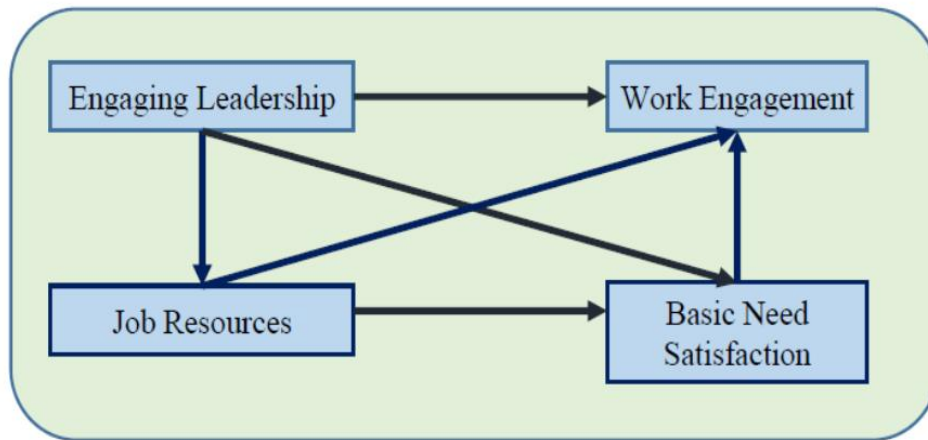 Engaging Leadership
Work Engagement
Job Resources
Basic Need
Satisfaction